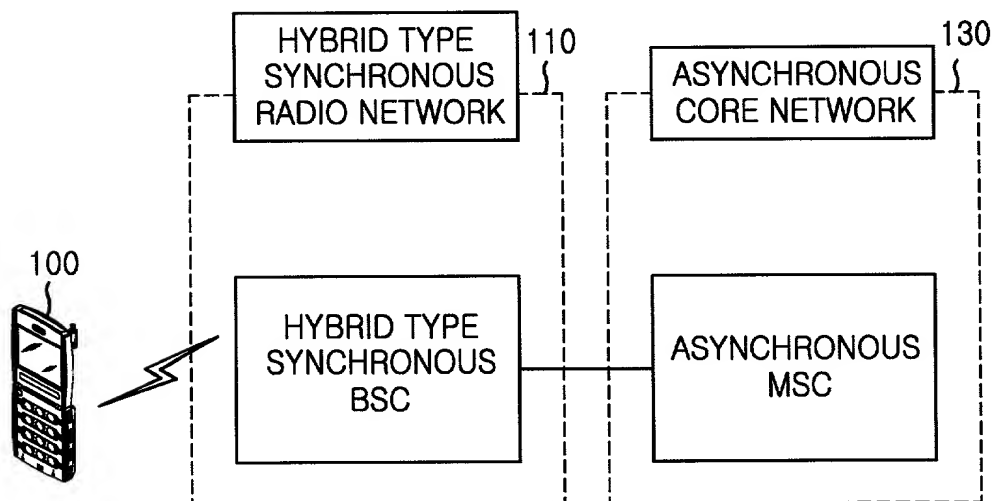 HYBRID TYPE
SYNCHRONOUS
RADIO NETWORK
110
ASYNCHRONOUS
CORE NETWORK
130
100
HYBRID TYPE
SYNCHRONOUS
BSC
ASYNCHRONOUS
MSC